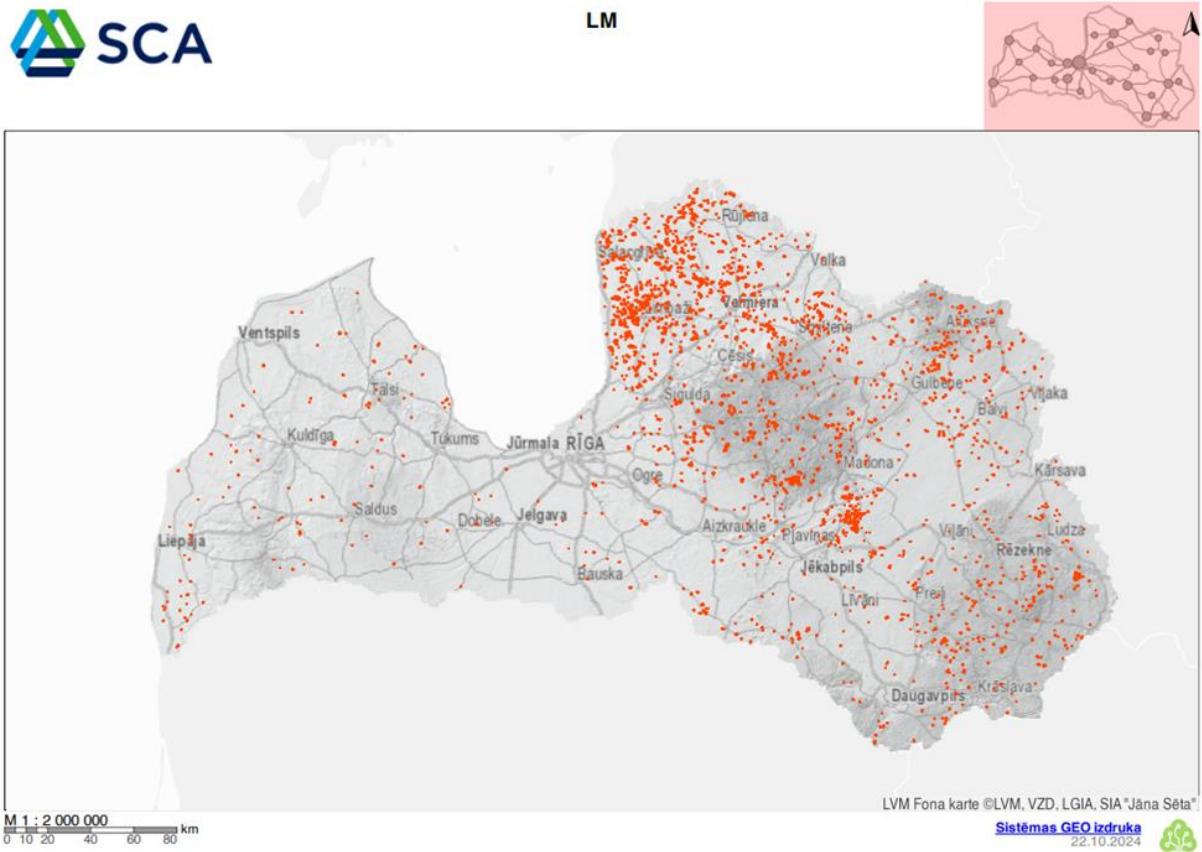 SCA
LM
Rūjiena
Salacgrīva
Valka
Limbaži
Valmiera
Ventspils
Smiltene
Alūksne
Cēsis
Talsi
Sigulda
Gulbene
Balvi
Viļaka
Kuldīga
Tukums
Jūrmala
RĪGA
Ogre
Madona
Kārsava
Saldus
Dobele
Jelgava
Aizkraukle
Pļaviņas
Viļāni
Ludza
Liepāja
Rēzekne
Jēkabpils
Bauska
Līvāni
Preiļi
Daugavpils
Krāslava
LVM Fona karte ©LVM, VZD, LGIA, SIA "Jāna Sēta"
M 1 : 2 000 000
km
0 10 20 40 60 80
Sistēmas GEO izdruka
22.10.2024